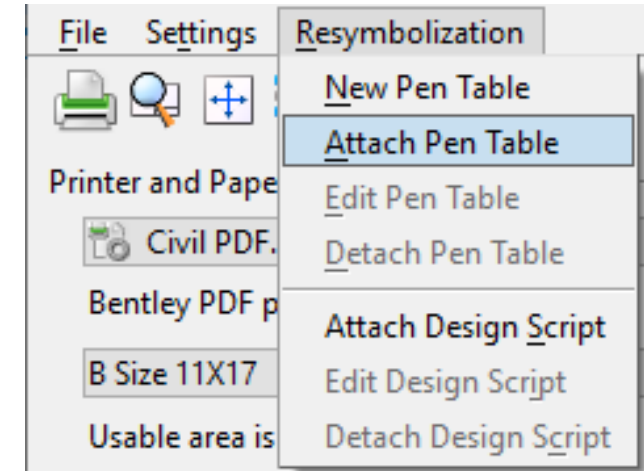 File Settings Resymbolization
New Pen Table
Attach Pen Table
Printer and Pape
Edit Pen Table
Civil PDF.
Detach Pen Table
Bentley PDF p
Attach Design Script
B Size 11X17
Edit Design Script
Usable area is
Detach Design Script